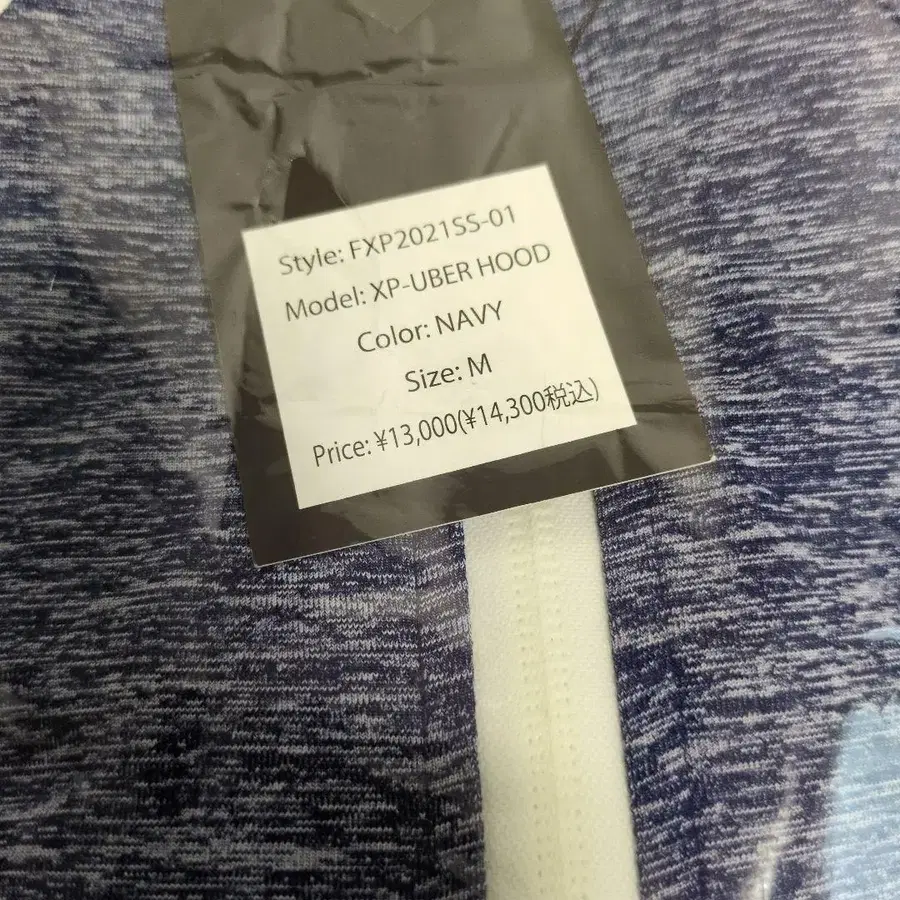 Style: FXP2021SS-01
Model: XP-UBER HOOD
Color: NAVY
Size: M
Price: ¥13,000(¥14,300税込)